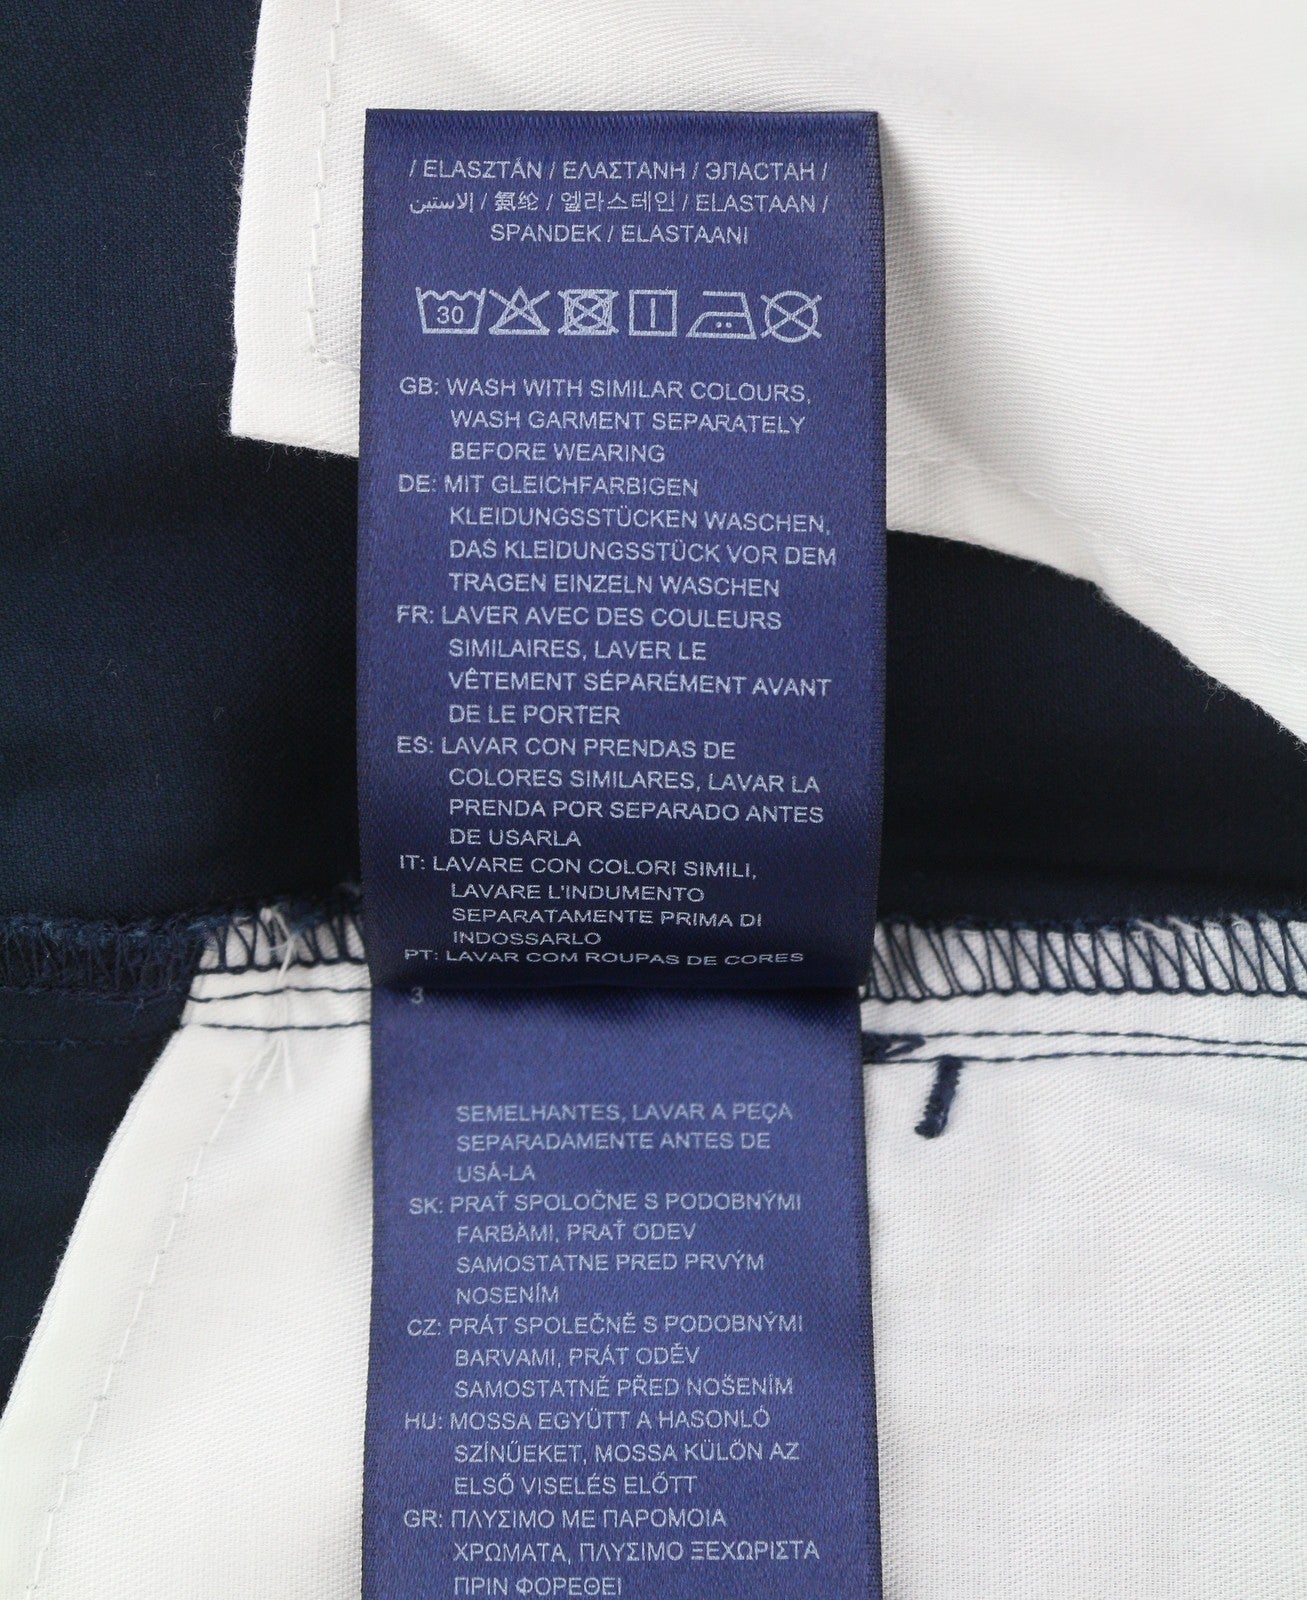 / ELASZTÁN / ΕΛΑΣΤΑΝΗ / ЭЛАСТАН /
الاستين / 氨纶 / 엘라스테인 / ELASTAAN /
SPANDEK / ELASTAANI
30
GB: WASH WITH SIMILAR COLOURS,
WASH GARMENT SEPARATELY
BEFORE WEARING
DE: MIT GLEICHFARBIGEN
KLEIDUNGSSTÜCKEN WASCHEN,
DAS KLEIDUNGSSTÜCK VOR DEM
TRAGEN EINZELN WASCHEN
FR: LAVER AVEC DES COULEURS
SIMILAIRES, LAVER LE
VÊTEMENT SÉPARÉMENT AVANT
DE LE PORTER
ES: LAVAR CON PRENDAS DE
COLORES SIMILARES, LAVAR LA
PRENDA POR SEPARADO ANTES
DE USARLA
IT: LAVARE CON COLORI SIMILI,
LAVARE L'INDUMENTO
SEPARATAMENTE PRIMA DI
INDOSSARLO
PT: LAVAR COM ROUPAS DE CORES
3
SEMELHANTES, LAVAR A PEÇA
SEPARADAMENTE ANTES DE
USÁ-LA
SK: PRAŤ SPOLOČNE S PODOBNÝMI
FARBAMI, PRAŤ ODEV
SAMOSTATNE PRED PRVÝM
NOSENÍM
CZ: PRÁT SPOLEČNĚ S PODOBNÝMI
BARVAMI, PRÁT ODĚV
SAMOSTATNĚ PŘED NOŠENÍM
HU: MOSSA EGYÜTT A HASONLÓ
SZÍNŰEKET, MOSSA KÜLÖN AZ
ELSŐ VISELÉS ELŐTT
GR: ΠΛΥΣΙΜΟ ΜΕ ΠΑΡΟΜΟΙΑ
ΧΡΩΜΑΤΑ, ΠΛΥΣΙΜΟ ΞΕΧΩΡΙΣΤΑ
ΠΡΙΝ ΦΟΡΕΘΕΙ